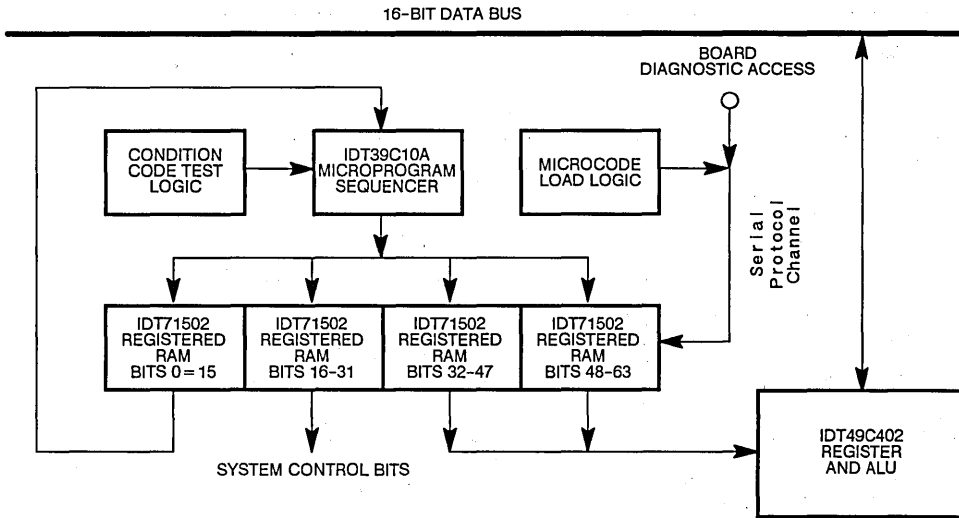 16-BIT DATA BUS
BOARD
DIAGNOSTIC ACCESS
CONDITION
CODE TEST
LOGIC
IDT39C10A
MICROPROGRAM
SEQUENCER
MICROCODE
LOAD LOGIC
Serial
Protocol
Channel
IDT71502
REGISTERED
RAM
BITS 0=15
IDT71502
REGISTERED
RAM
BITS 16-31
IDT71502
REGISTERED
RAM
BITS 32-47
IDT71502
REGISTERED
RAM
BITS 48-63
SYSTEM CONTROL BITS
IDT49C402
REGISTER
AND ALU